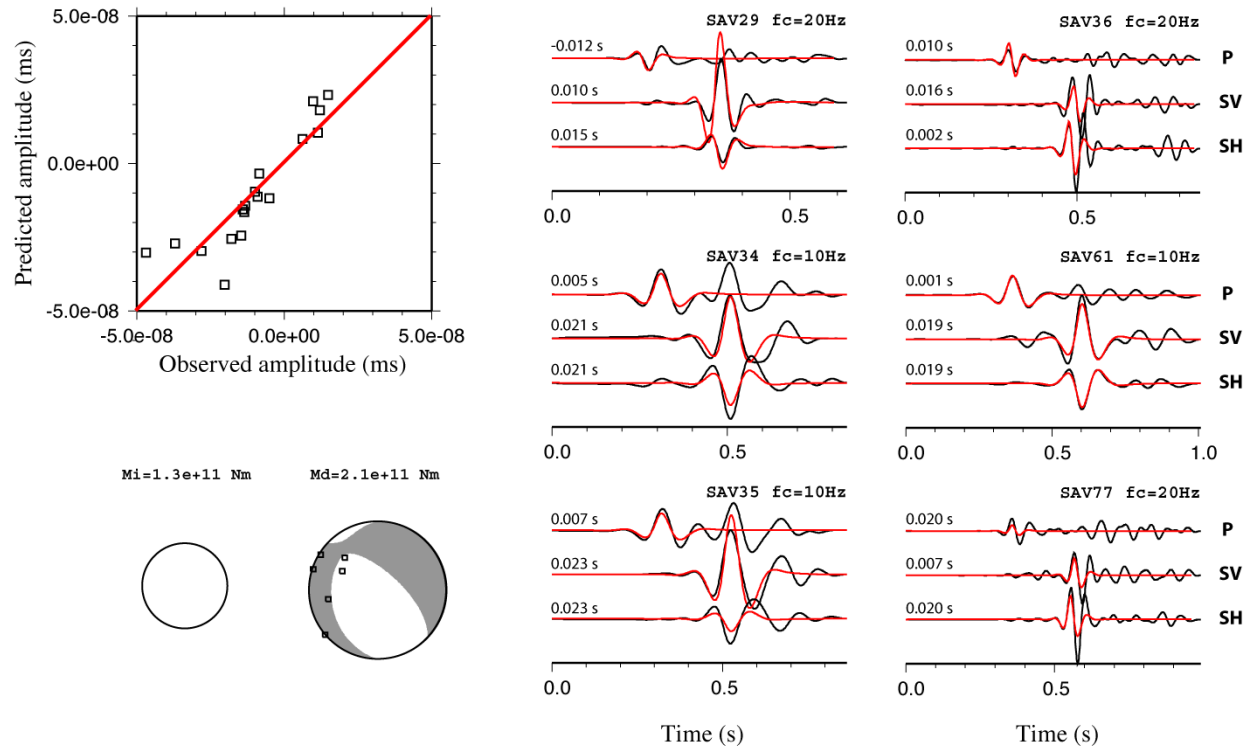 5.0e-08
0.0e+00
-5.0e-08
Predicted amplitude (ms)
-5.0e-08
0.0e+00
5.0e-08
Observed amplitude (ms)
Mi=1.3e+11 Nm
Md=2.1e+11 Nm
SAV29 fc=20Hz
-0.012 s
0.010 s
0.015 s
0.0
0.5
SAV36 fc=20Hz
0.010 s
P
0.016 s
SV
0.002 s
SH
0.0
0.5
SAV34 fc=10Hz
0.005 s
0.021 s
0.021 s
0.0
0.5
SAV61 fc=10Hz
0.001 s
P
0.019 s
SV
0.019 s
SH
0.0
0.5
1.0
SAV35 fc=10Hz
0.007 s
0.023 s
0.023 s
0.0
0.5
Time (s)
SAV77 fc=20Hz
0.020 s
P
0.007 s
SV
0.020 s
SH
0.0
0.5
Time (s)